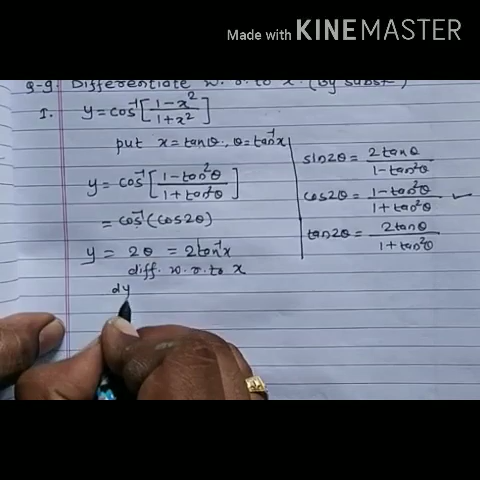 Made with KINEMASTER
Q-9. Differentiate w. r. to x. (By subst
I. y = cos⁻¹[(1-x²)/(1+x²)]
put x = tanθ, θ = tan⁻¹x
y = cos⁻¹[(1-tan²θ)/(1+tan²θ)]
= cos⁻¹(cos2θ)
y = 2θ = 2tan⁻¹x
diff. w. r. to x
dy
sin2θ = 2tanθ/(1-tan²θ)
cos2θ = (1-tan²θ)/(1+tan²θ) ✓
tan2θ = 2tanθ/(1+tan²θ)